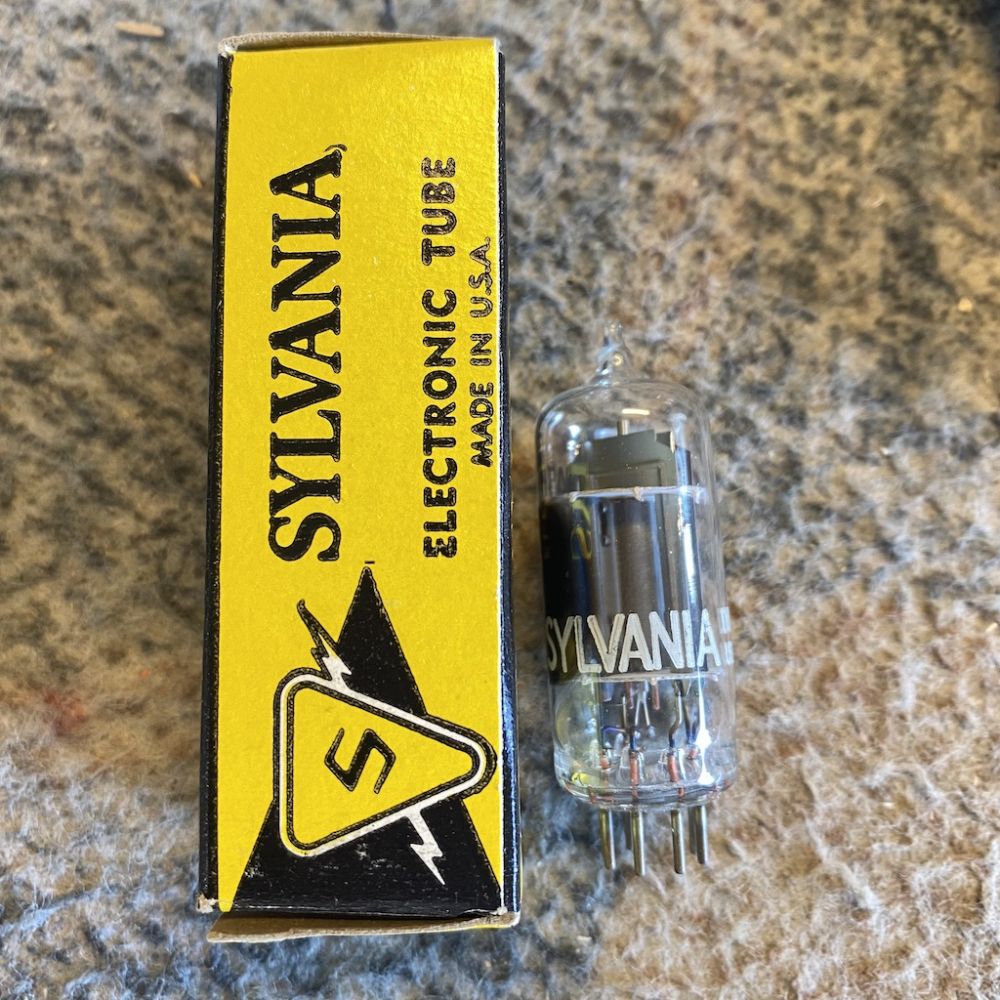 SYLVANIA
ELECTRONIC TUBE
MADE IN U.S.A.
S
SYLVANIA